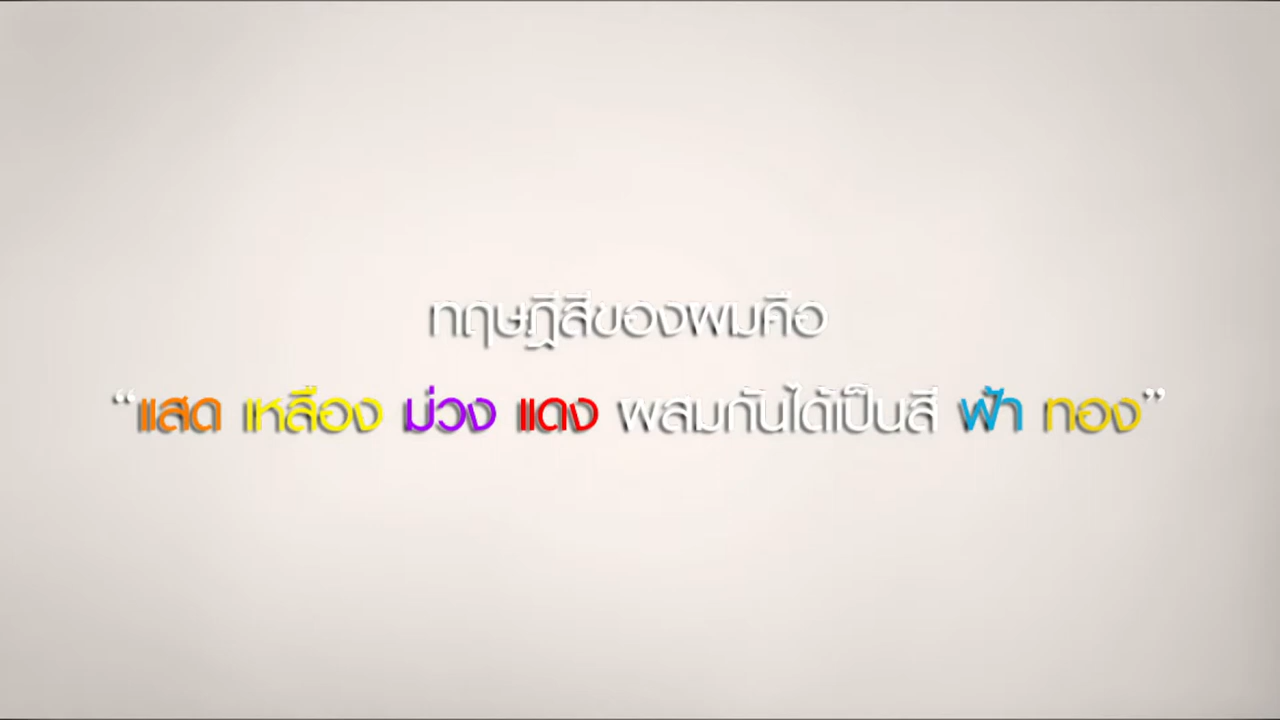 ทฤษฎีสีของผมคือ
“แสด เหลือง ม่วง แดง ผสมกันได้เป็นสี ฟ้า ทอง”